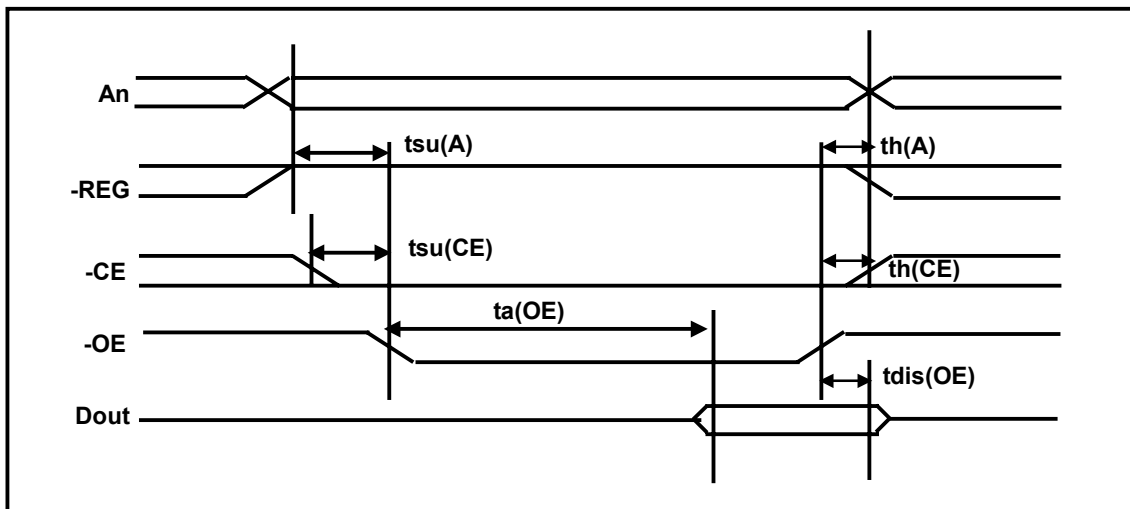 An
tsu(A)
th(A)
-REG
tsu(CE)
-CE
th(CE)
ta(OE)
-OE
tdis(OE)
Dout